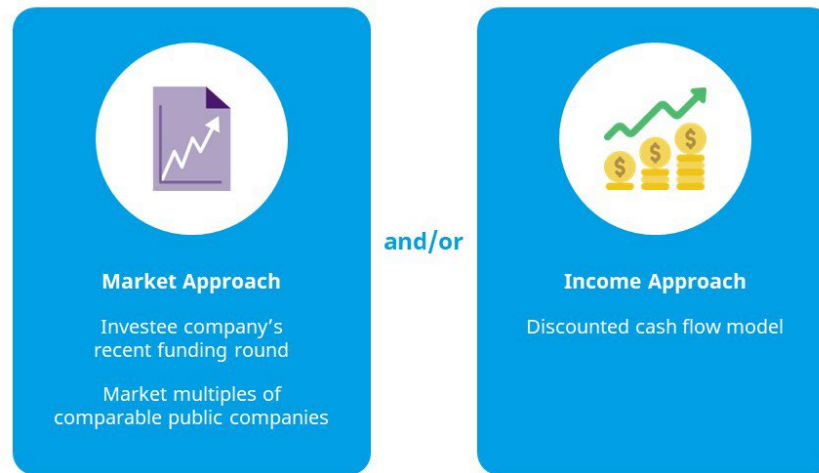 Market Approach
Investee company’s
recent funding round
Market multiples of
comparable public companies
and/or
Income Approach
Discounted cash flow model
$
$
$